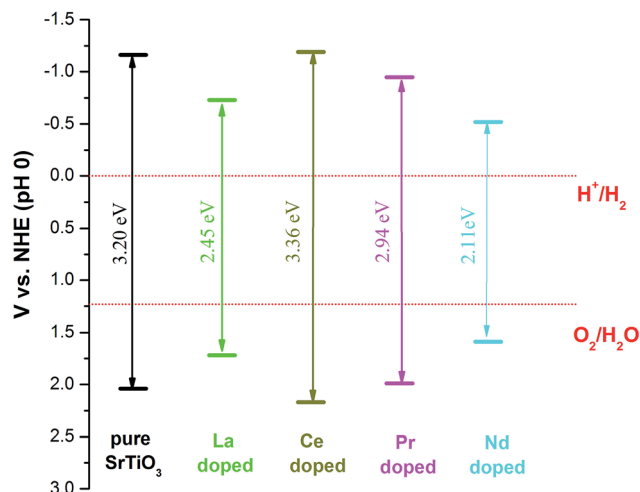 V vs. NHE (pH 0)
-1.5
-1.0
-0.5
0.0
0.5
1.0
1.5
2.0
2.5
3.0
3.20 eV
2.45 eV
3.36 eV
2.94 eV
2.11eV
H⁺/H₂
O₂/H₂O
pure
SrTiO₃
La
doped
Ce
doped
Pr
doped
Nd
doped